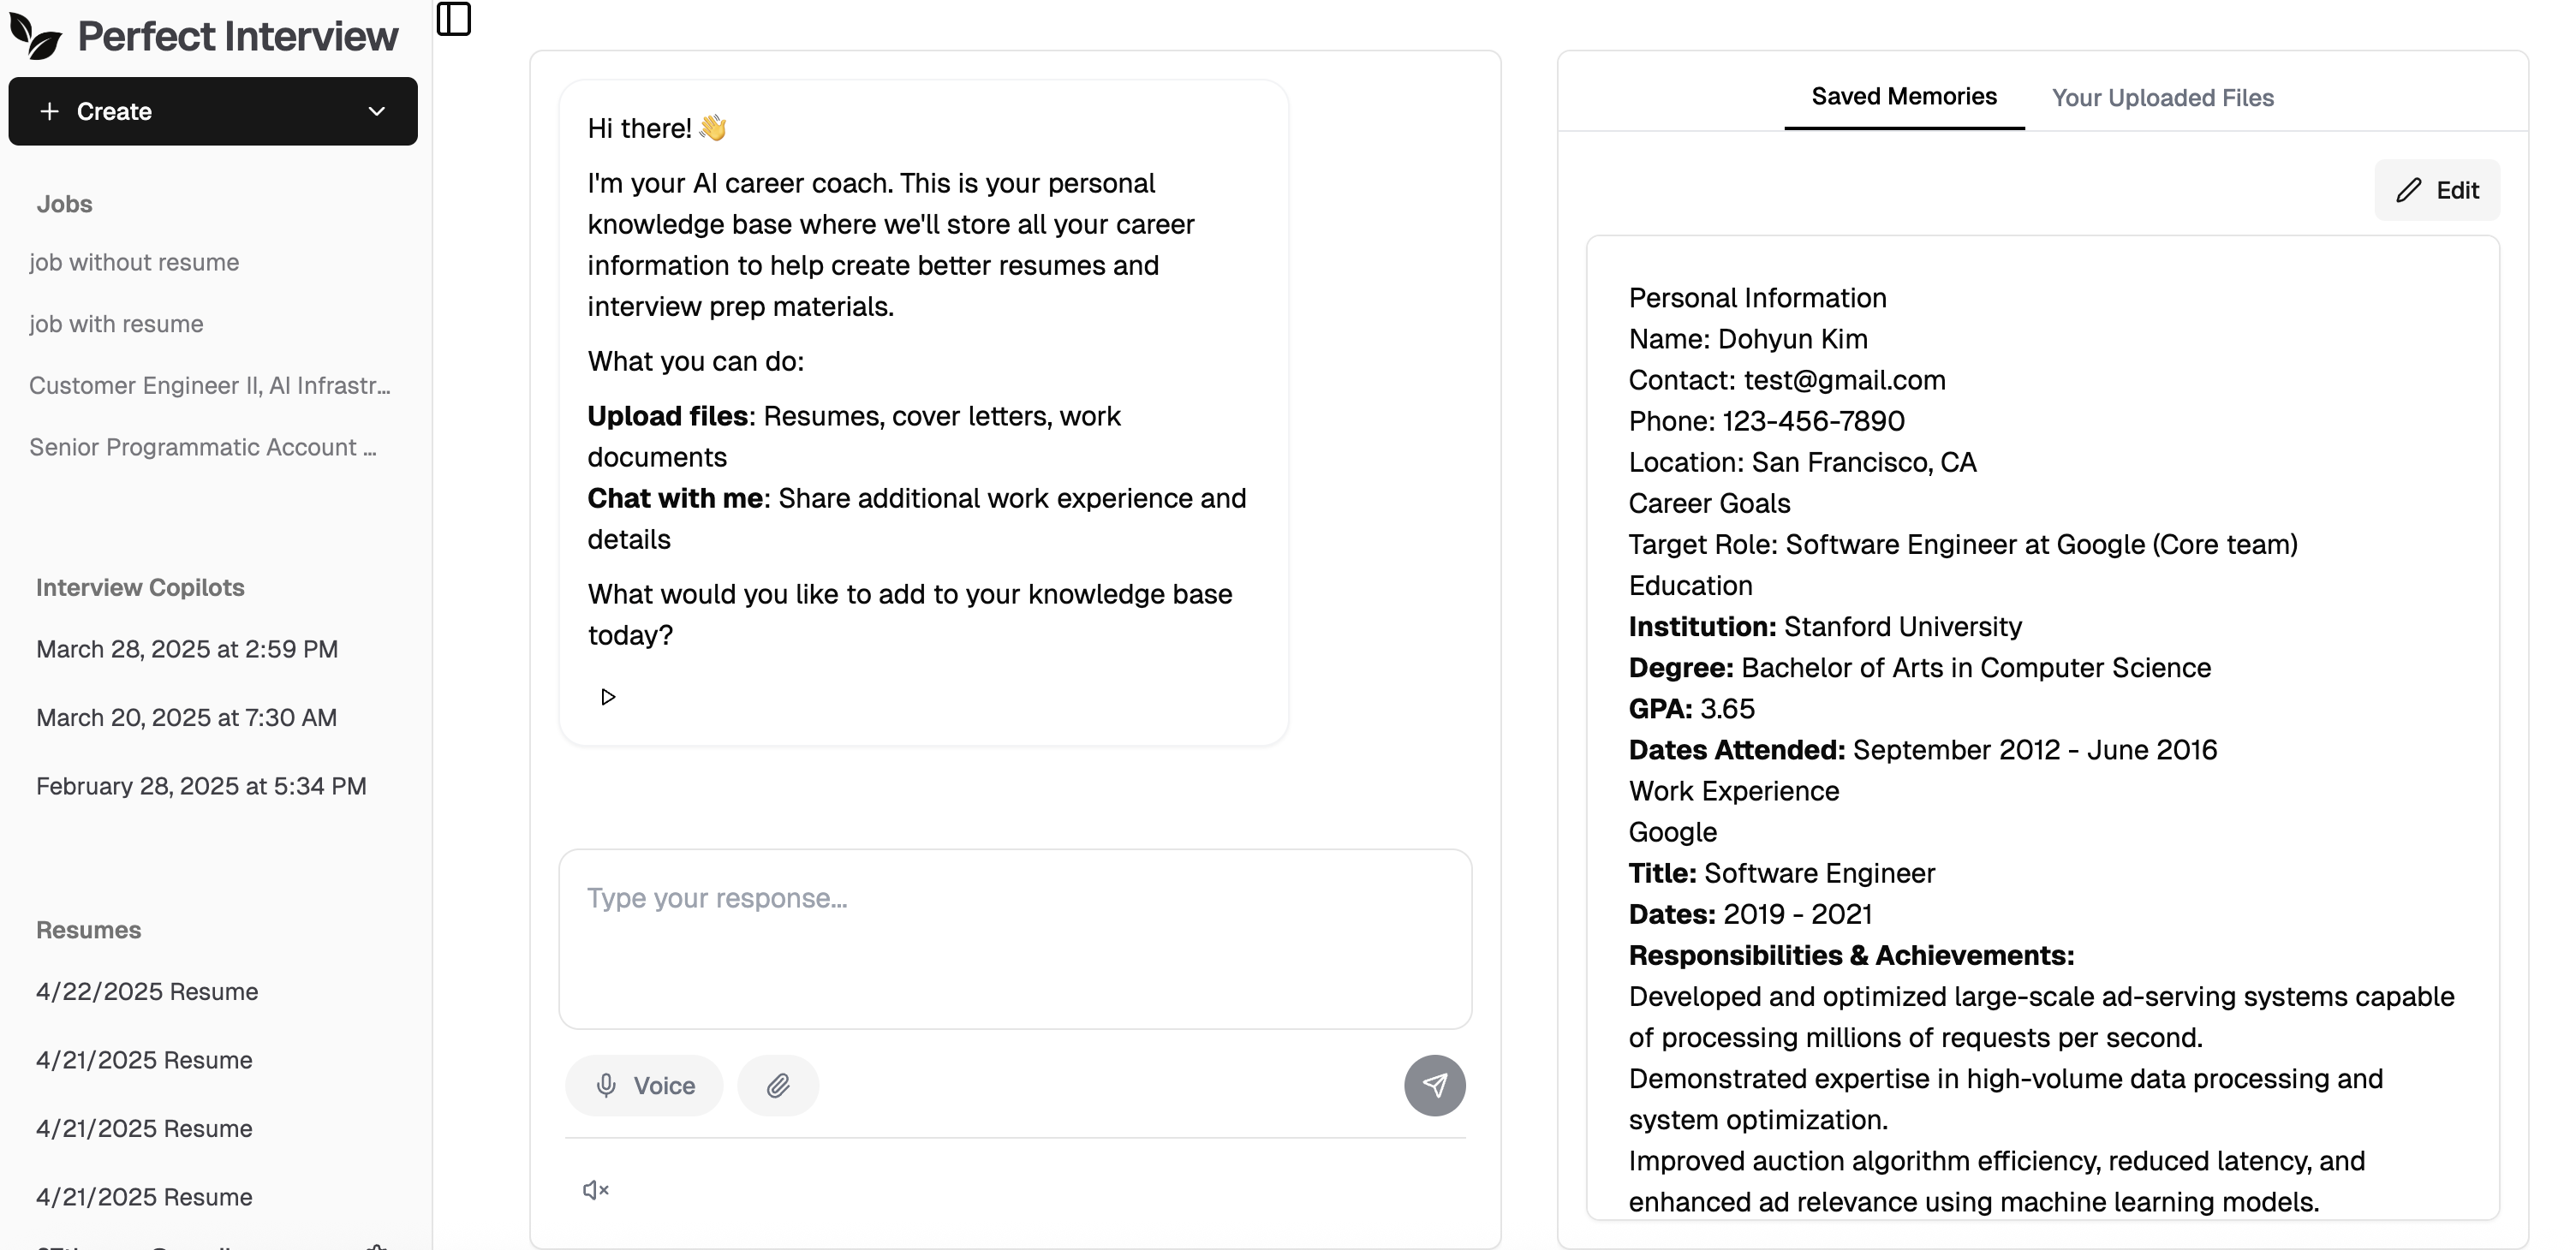 Perfect Interview
Create
Jobs
job without resume
job with resume
Customer Engineer II, AI Infrastr...
Senior Programmatic Account ...
Interview Copilots
March 28, 2025 at 2:59 PM
March 20, 2025 at 7:30 AM
February 28, 2025 at 5:34 PM
Resumes
4/22/2025 Resume
4/21/2025 Resume
4/21/2025 Resume
4/21/2025 Resume
Hi there! 👋
I'm your AI career coach. This is your personal
knowledge base where we'll store all your career
information to help create better resumes and
interview prep materials.
What you can do:
Upload files: Resumes, cover letters, work
documents
Chat with me: Share additional work experience and
details
What would you like to add to your knowledge base
today?
Type your response...
Voice
Saved Memories
Your Uploaded Files
Edit
Personal Information
Name: Dohyun Kim
Contact: test@gmail.com
Phone: 123-456-7890
Location: San Francisco, CA
Career Goals
Target Role: Software Engineer at Google (Core team)
Education
Institution: Stanford University
Degree: Bachelor of Arts in Computer Science
GPA: 3.65
Dates Attended: September 2012 - June 2016
Work Experience
Google
Title: Software Engineer
Dates: 2019 - 2021
Responsibilities & Achievements:
Developed and optimized large-scale ad-serving systems capable
of processing millions of requests per second.
Demonstrated expertise in high-volume data processing and
system optimization.
Improved auction algorithm efficiency, reduced latency, and
enhanced ad relevance using machine learning models.